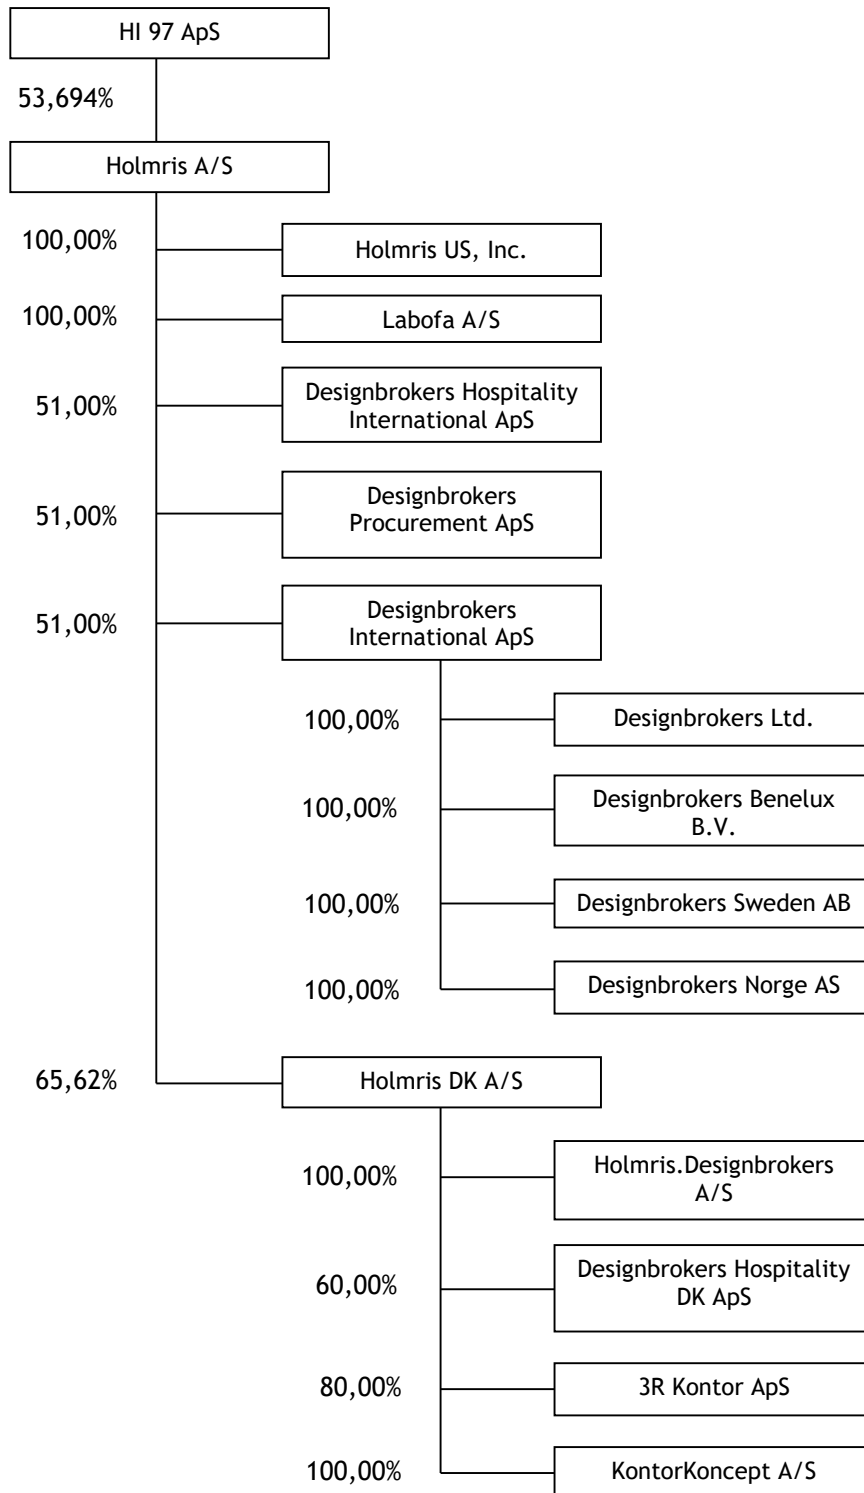 HI 97 ApS
53,694%
Holmris A/S
100,00%
Holmris US, Inc.
100,00%
Labofa A/S
51,00%
Designbrokers Hospitality
International ApS
51,00%
Designbrokers
Procurement ApS
51,00%
Designbrokers
International ApS
100,00%
Designbrokers Ltd.
100,00%
Designbrokers Benelux
B.V.
100,00%
Designbrokers Sweden AB
100,00%
Designbrokers Norge AS
65,62%
Holmris DK A/S
100,00%
Holmris.Designbrokers
A/S
60,00%
Designbrokers Hospitality
DK ApS
80,00%
3R Kontor ApS
100,00%
KontorKoncept A/S